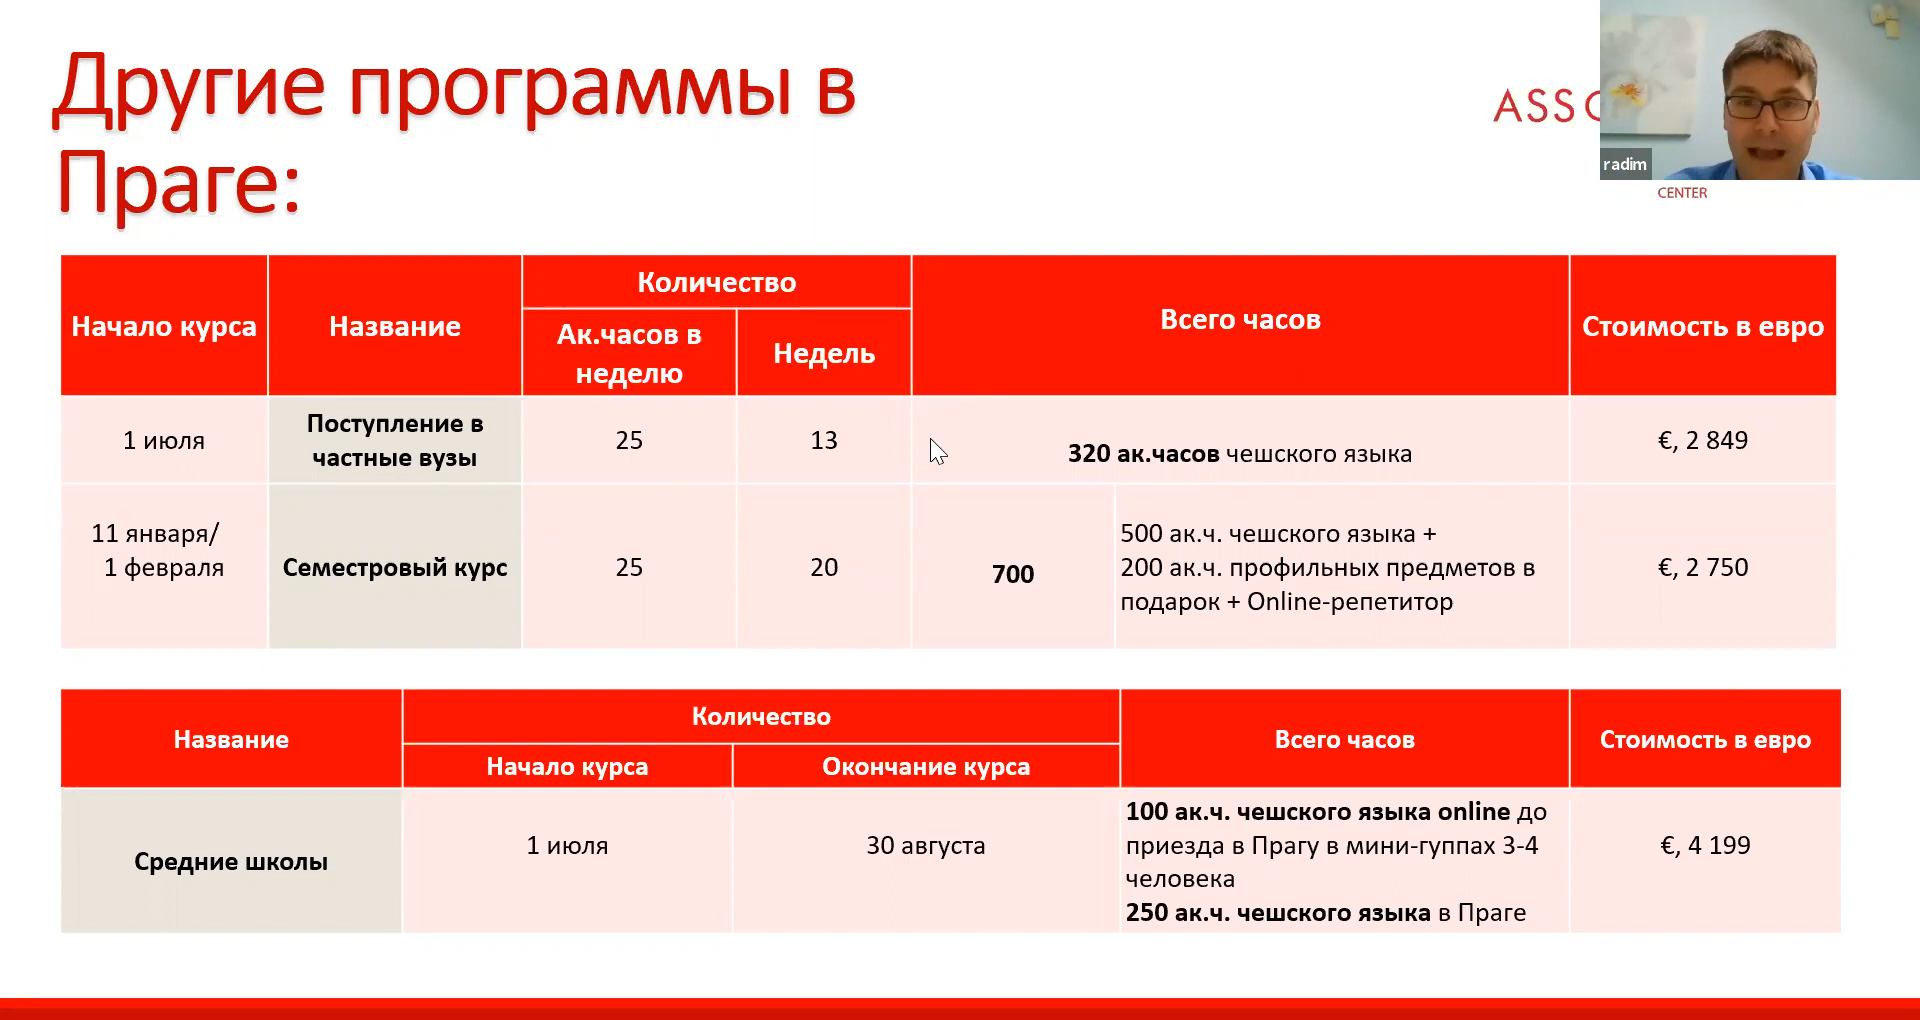 Другие программы в
Праге:
ASSO
radim
CENTER
Начало курса
Название
Количество
Ак.часов в
неделю
Недель
Всего часов
Стоимость в евро
1 июля
Поступление в
частные вузы
25
13
320 ак.часов чешского языка
€, 2 849
11 января/
1 февраля
Семестровый курс
25
20
700
500 ак.ч. чешского языка +
200 ак.ч. профильных предметов в
подарок + Online-репетитор
€, 2 750
Название
Количество
Начало курса
Окончание курса
Всего часов
Стоимость в евро
Средние школы
1 июля
30 августа
100 ак.ч. чешского языка online до
приезда в Прагу в мини-гуппах 3-4
человека
250 ак.ч. чешского языка в Праге
€, 4 199